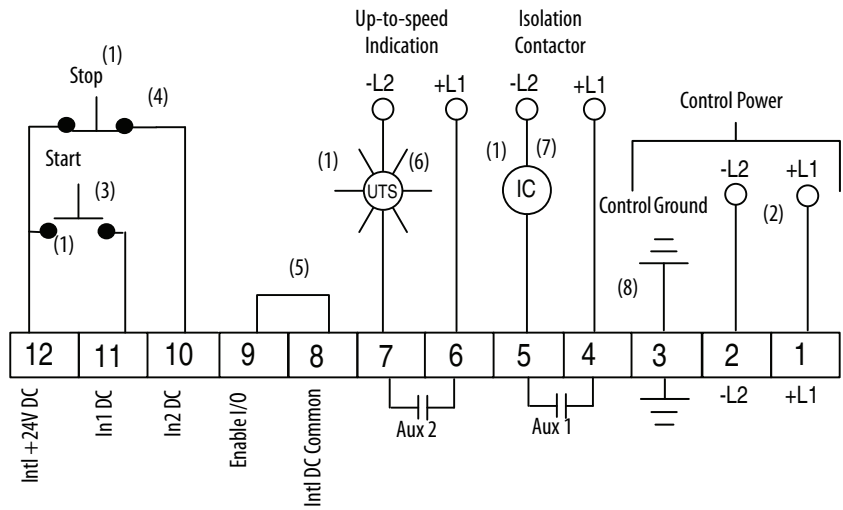 Up-to-speed
Indication
Isolation
Contactor
(1)
Stop
(4)
-L2
+L1
-L2
+L1
Control Power
Start
(3)
(1)
(1)
(6)
UTS
(1)
(7)
IC
-L2
+L1
(2)
Control Ground
(5)
(8)
12
11
10
9
8
7
6
5
4
3
2
1
Intl +24V DC
In1 DC
In2 DC
Enable I/O
Intl DC Common
Aux 2
Aux 1
-L2
+L1